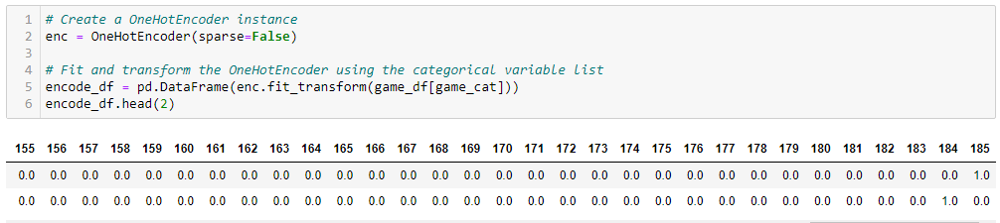 1 # Create a OneHotEncoder instance
2 enc = OneHotEncoder(sparse=False)
3
4 # Fit and transform the OneHotEncoder using the categorical variable list
5 encode_df = pd.DataFrame(enc.fit_transform(game_df[game_cat]))
6 encode_df.head(2)
155 156 157 158 159 160 161 162 163 164 165 166 167 168 169 170 171 172 173 174 175 176 177 178 179 180 181 182 183 184 185
0.0 0.0 0.0 0.0 0.0 0.0 0.0 0.0 0.0 0.0 0.0 0.0 0.0 0.0 0.0 0.0 0.0 0.0 0.0 0.0 0.0 0.0 0.0 0.0 0.0 0.0 0.0 0.0 0.0 0.0 1.0
0.0 0.0 0.0 0.0 0.0 0.0 0.0 0.0 0.0 0.0 0.0 0.0 0.0 0.0 0.0 0.0 0.0 0.0 0.0 0.0 0.0 0.0 0.0 0.0 0.0 0.0 0.0 0.0 0.0 1.0 0.0